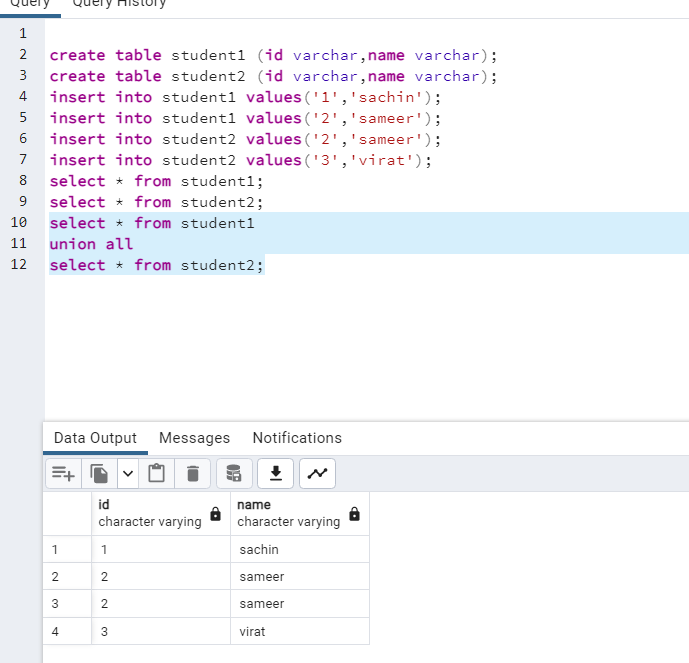 Query Query History
1
2 create table student1 (id varchar,name varchar);
3 create table student2 (id varchar,name varchar);
4 insert into student1 values('1','sachin');
5 insert into student1 values('2','sameer');
6 insert into student2 values('2','sameer');
7 insert into student2 values('3','virat');
8 select * from student1;
9 select * from student2;
10 select * from student1
11 union all
12 select * from student2;
Data Output Messages Notifications
id name
character varying character varying
1 1 sachin
2 2 sameer
3 2 sameer
4 3 virat